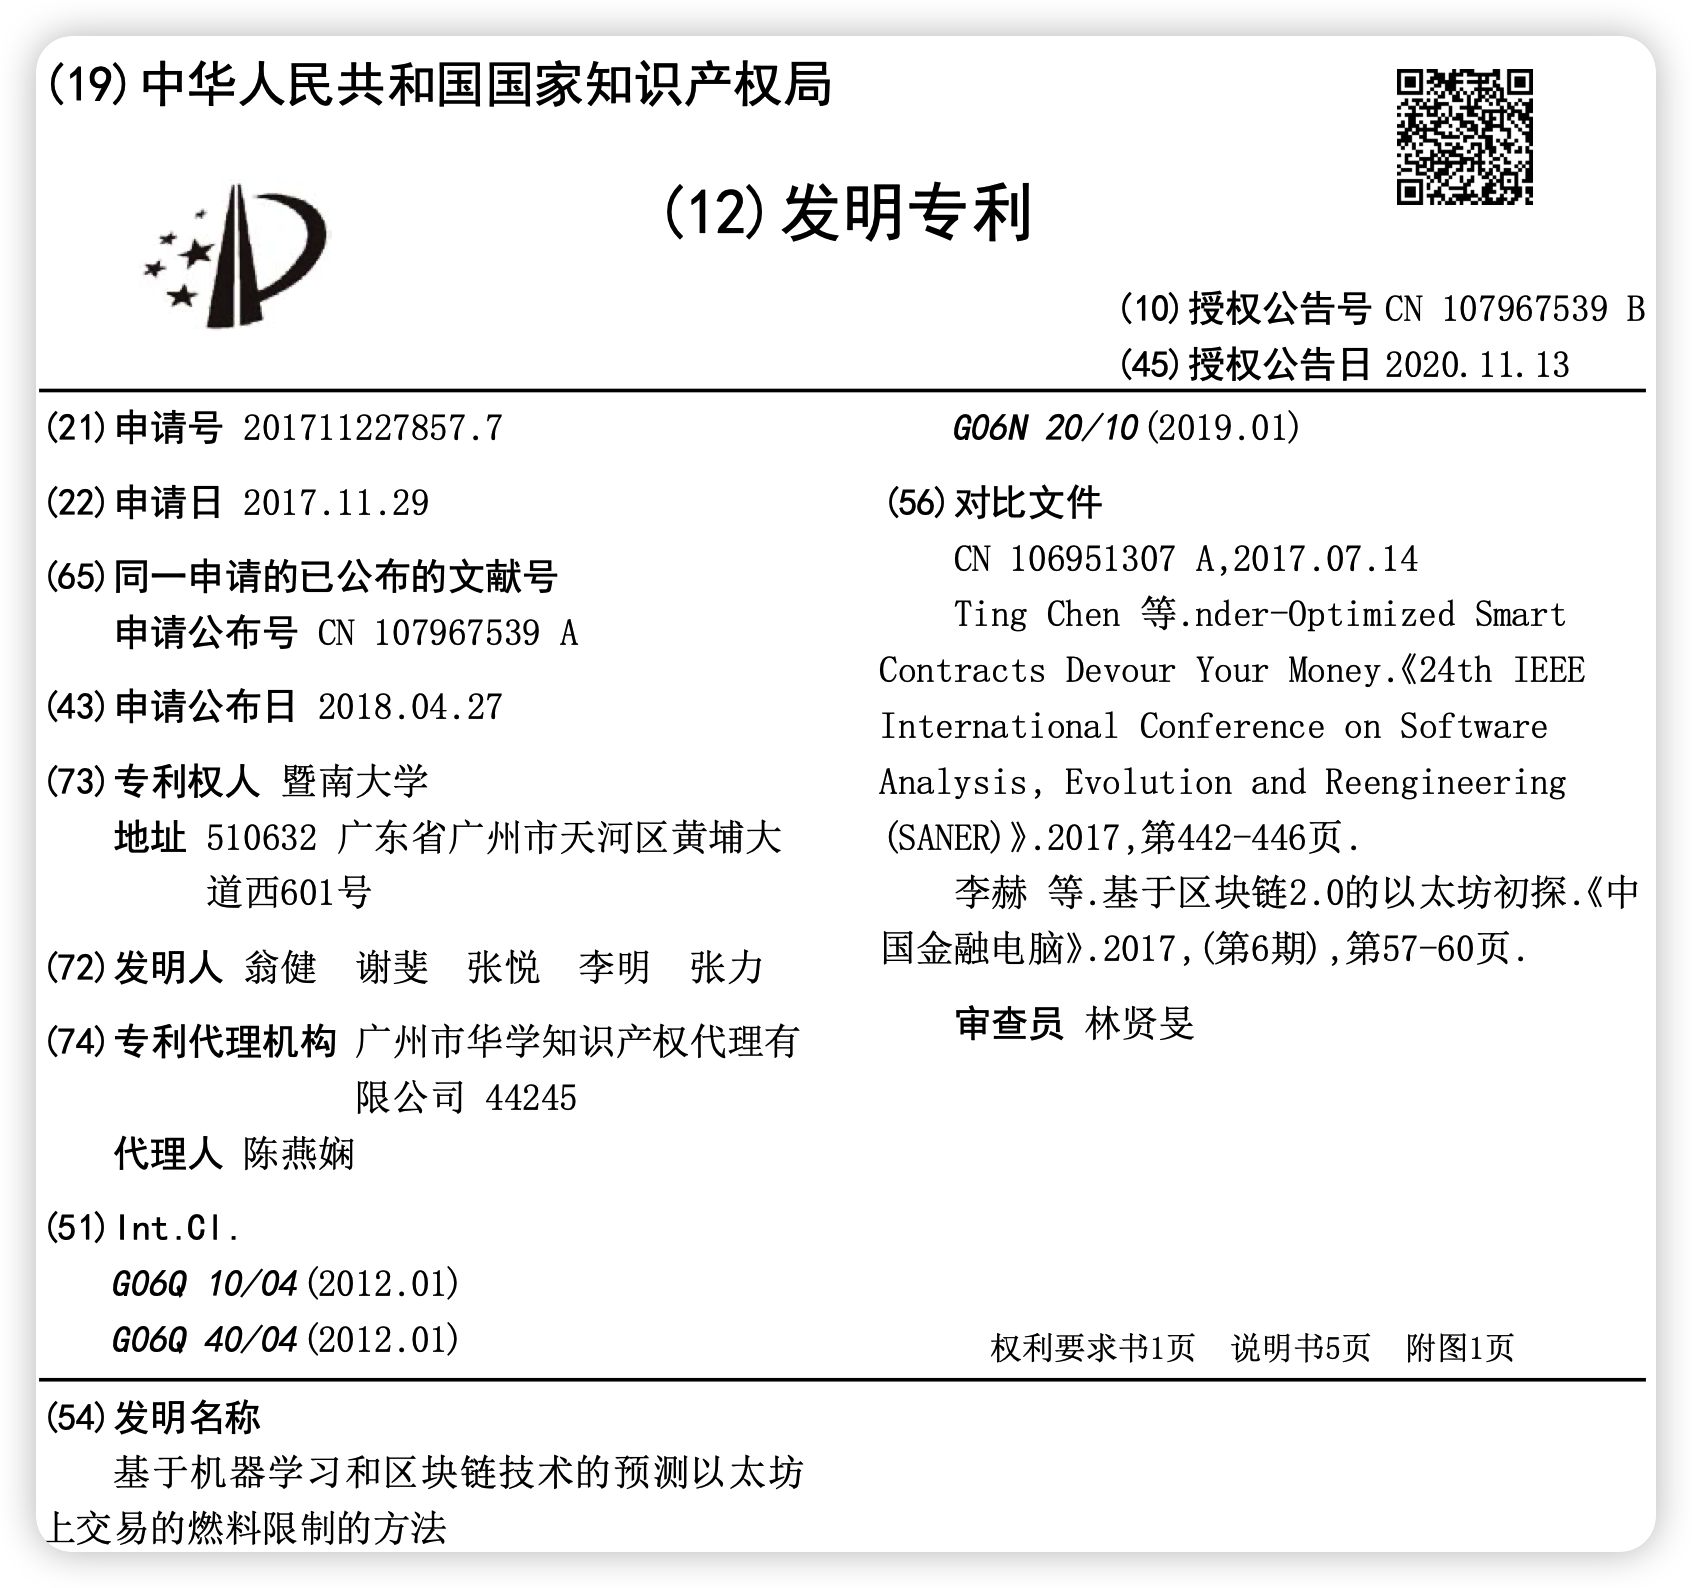 (19)中华人民共和国国家知识产权局
(12)发明专利
(10)授权公告号 CN 107967539 B
(45)授权公告日 2020.11.13
(21)申请号 201711227857.7
(22)申请日 2017.11.29
(65)同一申请的已公布的文献号
申请公布号 CN 107967539 A
(43)申请公布日 2018.04.27
(73)专利权人 暨南大学
地址 510632 广东省广州市天河区黄埔大
道西601号
(72)发明人 翁健 谢斐 张悦 李明 张力
(74)专利代理机构 广州市华学知识产权代理有
限公司 44245
代理人 陈燕娴
(51)Int.Cl.
G06Q 10/04(2012.01)
G06Q 40/04(2012.01)
G06N 20/10(2019.01)
(56)对比文件
CN 106951307 A,2017.07.14
Ting Chen 等.nder-Optimized Smart
Contracts Devour Your Money.《24th IEEE
International Conference on Software
Analysis, Evolution and Reengineering
(SANER)》.2017,第442-446页.
李赫 等.基于区块链2.0的以太坊初探.《中
国金融电脑》.2017,(第6期),第57-60页.
审查员 林贤旻
权利要求书1页 说明书5页 附图1页
(54)发明名称
基于机器学习和区块链技术的预测以太坊
上交易的燃料限制的方法